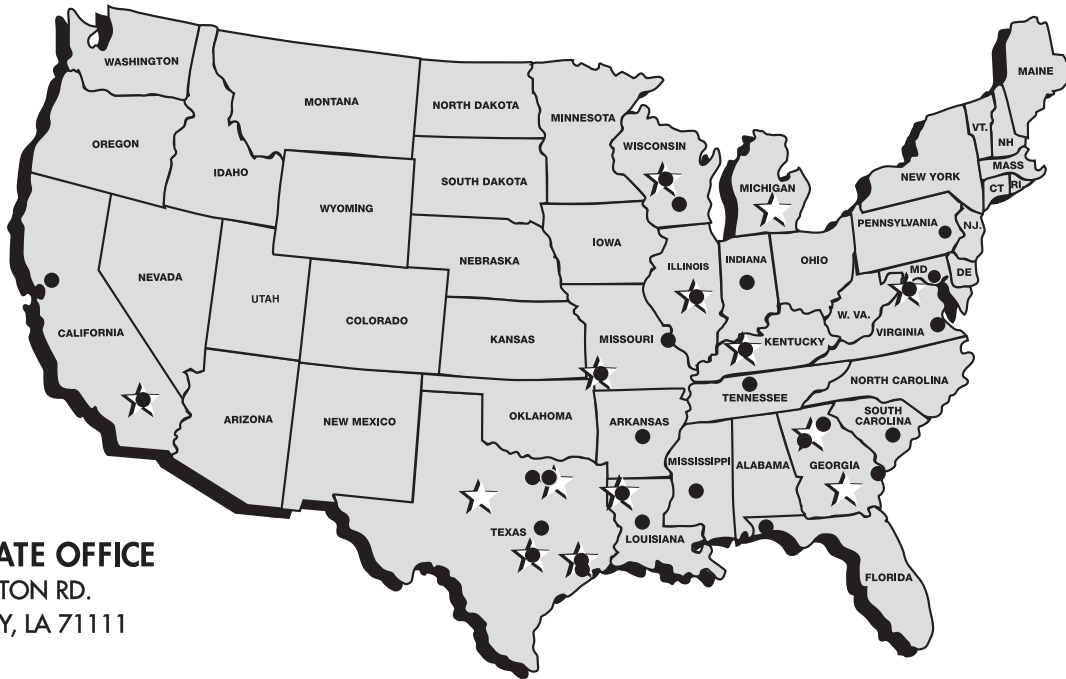 WASHINGTON
MAINE
MONTANA
NORTH DAKOTA
MINNESOTA
VT.
OREGON
NH
WISCONSIN
MASS
IDAHO
NEW YORK
SOUTH DAKOTA
MICHIGAN
CT
RI.
WYOMING
PENNSYLVANIA
NJ.
IOWA
NEBRASKA
ILLINOIS
INDIANA
OHIO
MD
DE
NEVADA
UTAH
W. VA.
COLORADO
CALIFORNIA
KANSAS
MISSOURI
KENTUCKY
VIRGINIA
NORTH CAROLINA
TENNESSEE
ARIZONA
NEW MEXICO
OKLAHOMA
ARKANSAS
SOUTH
CAROLINA
MISSISSIPPI
ALABAMA
GEORGIA
TEXAS
LOUISIANA
FLORIDA
ATE OFFICE
TON RD.
Y, LA 71111